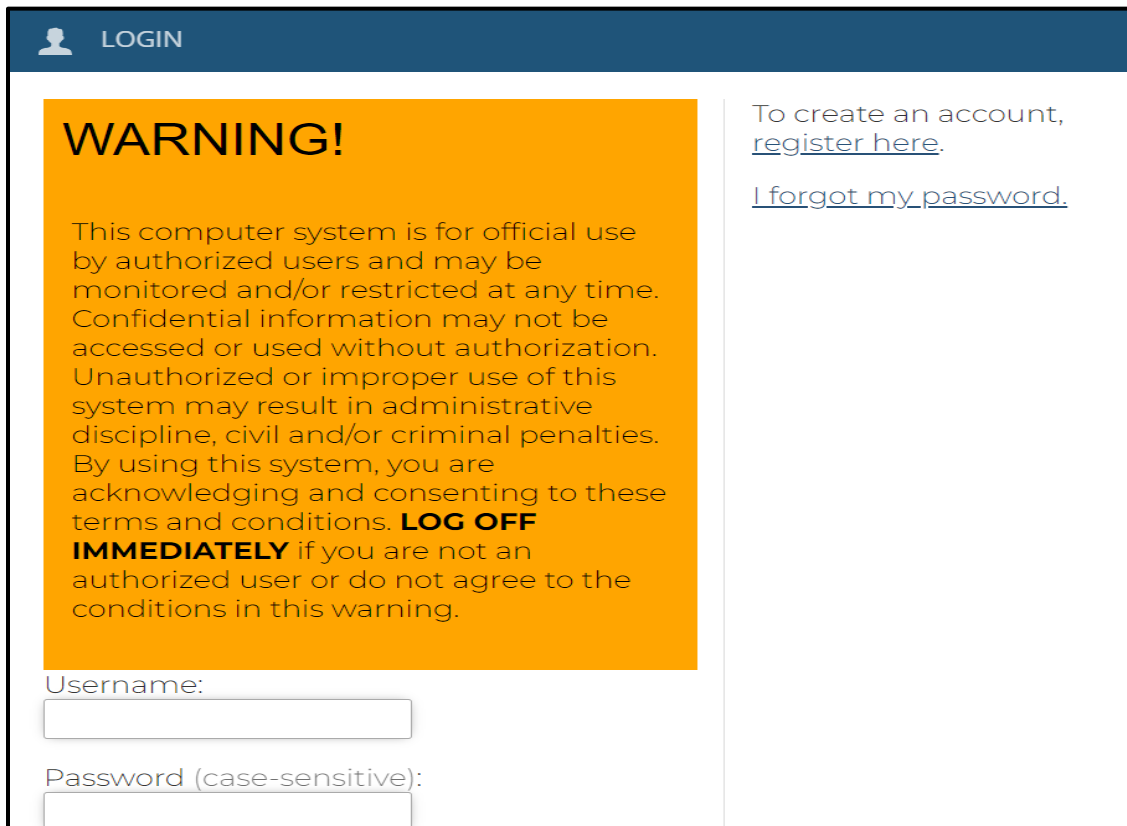 LOGIN
WARNING!
This computer system is for official use
by authorized users and may be
monitored and/or restricted at any time.
Confidential information may not be
accessed or used without authorization.
Unauthorized or improper use of this
system may result in administrative
discipline, civil and/or criminal penalties.
By using this system, you are
acknowledging and consenting to these
terms and conditions. LOG OFF
IMMEDIATELY if you are not an
authorized user or do not agree to the
conditions in this warning.
Username:
Password (case-sensitive):
To create an account,
register here.
I forgot my password.